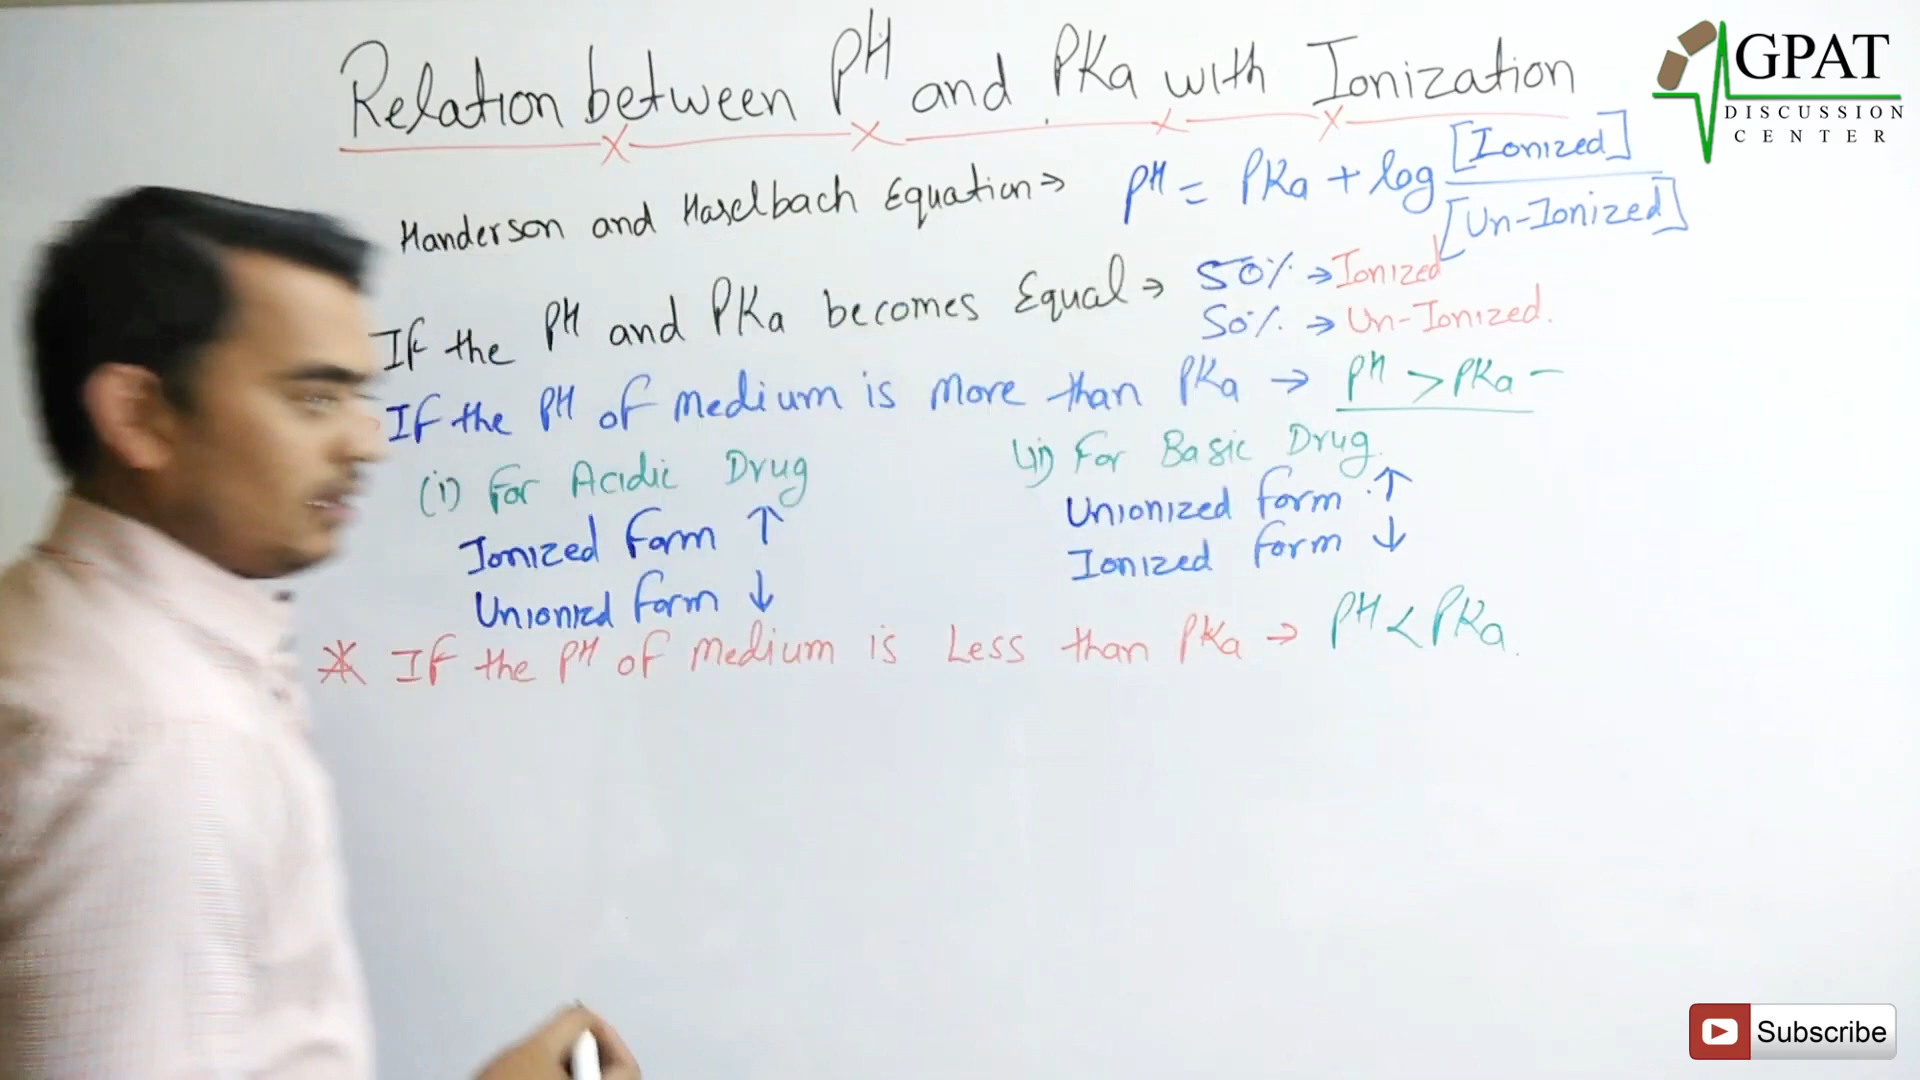 Relation between PH and PKa with Ionization
GPAT
DISCUSSION
CENTER
Handerson and Haselbach Equation → PH = PKa + log [Ionized] / [Un-Ionized]
If the PH and PKa becomes Equal → 50% → Ionized
50% → Un-Ionized.
If the PH of medium is more than PKa → PH > PKa -
(i) For Acidic Drug
Ionized form ↑
Unionizd form ↓
(ii) For Basic Drug.
Unionized form ↑
Ionized form ↓
* If the PH of medium is Less than PKa → PH < PKa.
Subscribe